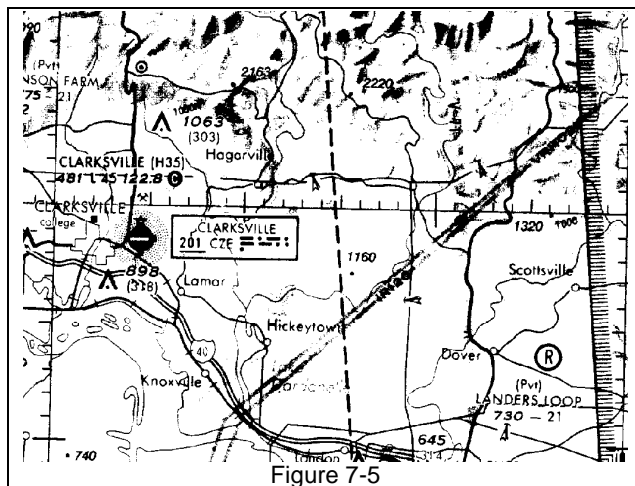 (Pvt)
NSON FARM
75 - 21
2163
2220
1063
(303)
Hagarville
CLARKSVILLE (H35)
481 L 45 122.8 C
CLARKSVILLE
college
CLARKSVILLE
201 CZE
1320
898
(318)
1160
Lamar
Scottsville
Hickeytown
40
Knoxville
Dover
R
(Pvt)
LANDERS LOOP
730 - 21
645
314
London
740
Figure 7-5